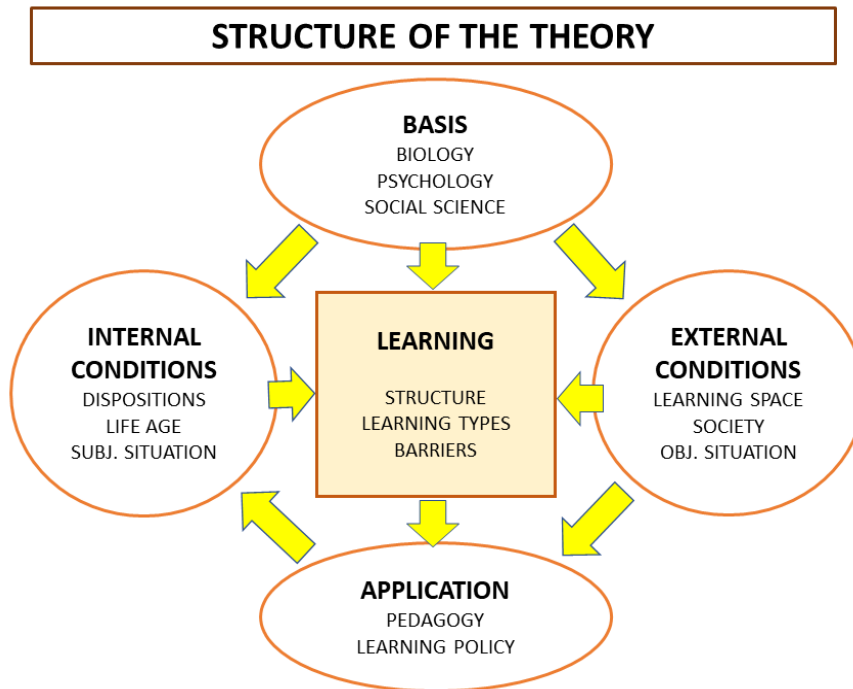 STRUCTURE OF THE THEORY
BASIS
BIOLOGY
PSYCHOLOGY
SOCIAL SCIENCE
INTERNAL
CONDITIONS
DISPOSITIONS
LIFE AGE
SUBJ. SITUATION
LEARNING
STRUCTURE
LEARNING TYPES
BARRIERS
EXTERNAL
CONDITIONS
LEARNING SPACE
SOCIETY
OBJ. SITUATION
APPLICATION
PEDAGOGY
LEARNING POLICY